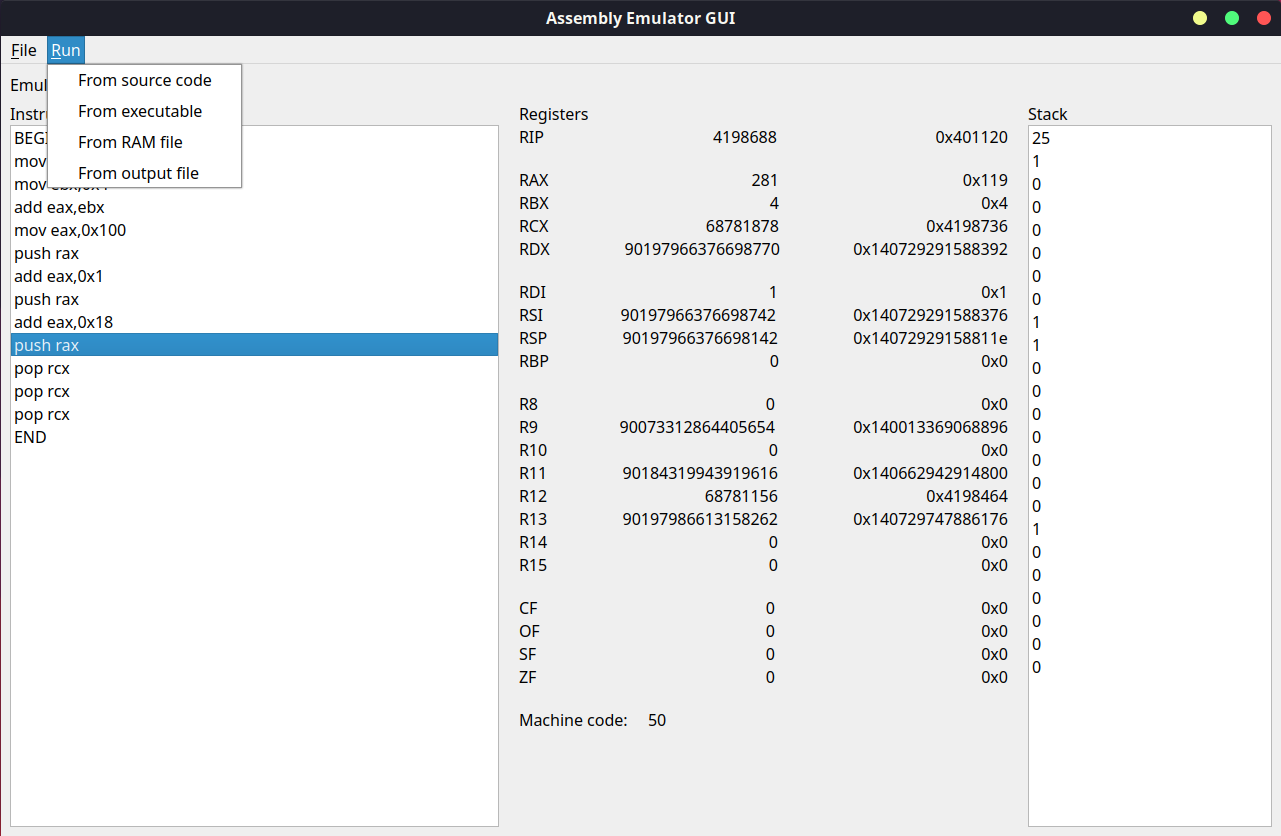 Assembly Emulator GUI
File Run
From source code
From executable
From RAM file
From output file
Registers
RIP 4198688 0x401120
RAX 281 0x119
RBX 4 0x4
RCX 68781878 0x4198736
RDX 90197966376698770 0x140729291588392
RDI 1 0x1
RSI 90197966376698742 0x140729291588376
RSP 90197966376698142 0x14072929158811e
RBP 0 0x0
R8 0 0x0
R9 90073312864405654 0x140013369068896
R10 0 0x0
R11 90184319943919616 0x140662942914800
R12 68781156 0x4198464
R13 90197986613158262 0x140729747886176
R14 0 0x0
R15 0 0x0
CF 0 0x0
OF 0 0x0
SF 0 0x0
ZF 0 0x0
Machine code: 50
Stack
25
1
0
0
0
0
0
0
1
1
0
0
0
0
0
0
0
1
0
0
0
0
0
0
mov
mov
add eax,ebx
mov eax,0x100
push rax
add eax,0x1
push rax
add eax,0x18
push rax
pop rcx
pop rcx
pop rcx
END